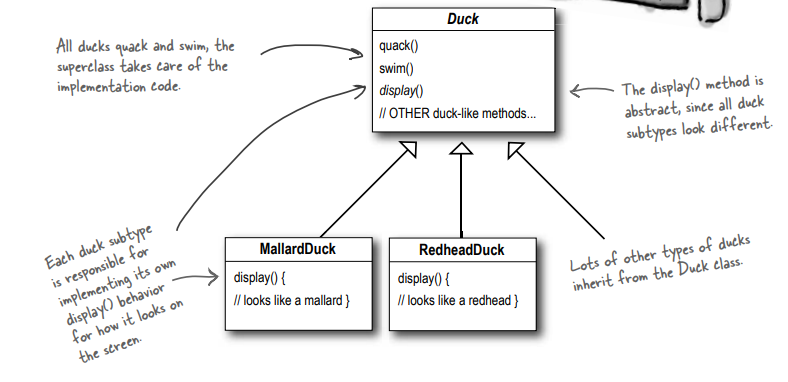 Duck
quack()
swim()
display()
// OTHER duck-like methods...
All ducks quack and swim, the
superclass takes care of the
implementation code.
The display() method is
abstract, since all duck
subtypes look different.
Each duck subtype
is responsible for
implementing its own
display() behavior
for how it looks on
the screen.
MallardDuck
display() {
// looks like a mallard }
RedheadDuck
display() {
// looks like a redhead }
Lots of other types of ducks
inherit from the Duck class.